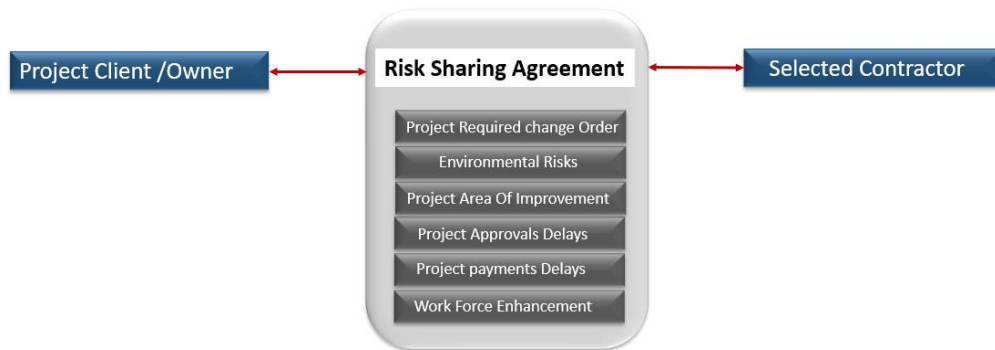 Project Client /Owner
Risk Sharing Agreement
Selected Contractor
Project Required change Order
Environmental Risks
Project Area Of Improvement
Project Approvals Delays
Project payments Delays
Work Force Enhancement